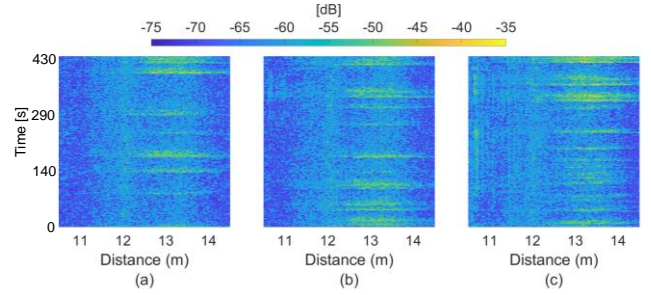 [dB]
-75 -70 -65 -60 -55 -50 -45 -40 -35
Time [s]
430
290
140
0
11 12 13 14
11 12 13 14
11 12 13 14
Distance (m)
Distance (m)
Distance (m)
(a)
(b)
(c)